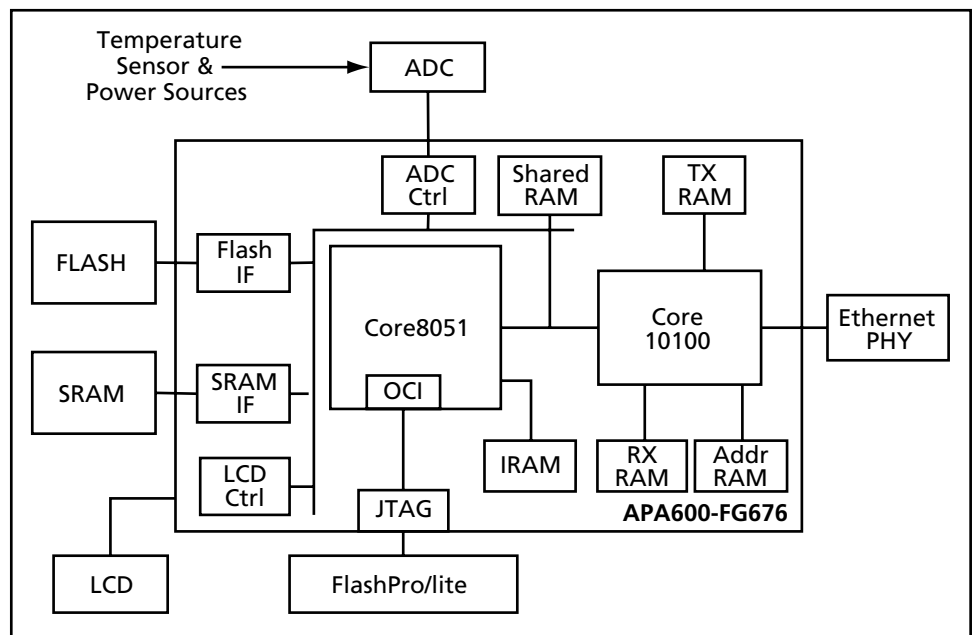 Temperature
Sensor &
Power Sources
ADC
ADC
Ctrl
Shared
RAM
TX
RAM
FLASH
Flash
IF
Core8051
Core
10100
Ethernet
PHY
SRAM
SRAM
IF
OCI
IRAM
RX
RAM
Addr
RAM
LCD
Ctrl
JTAG
APA600-FG676
LCD
FlashPro/lite